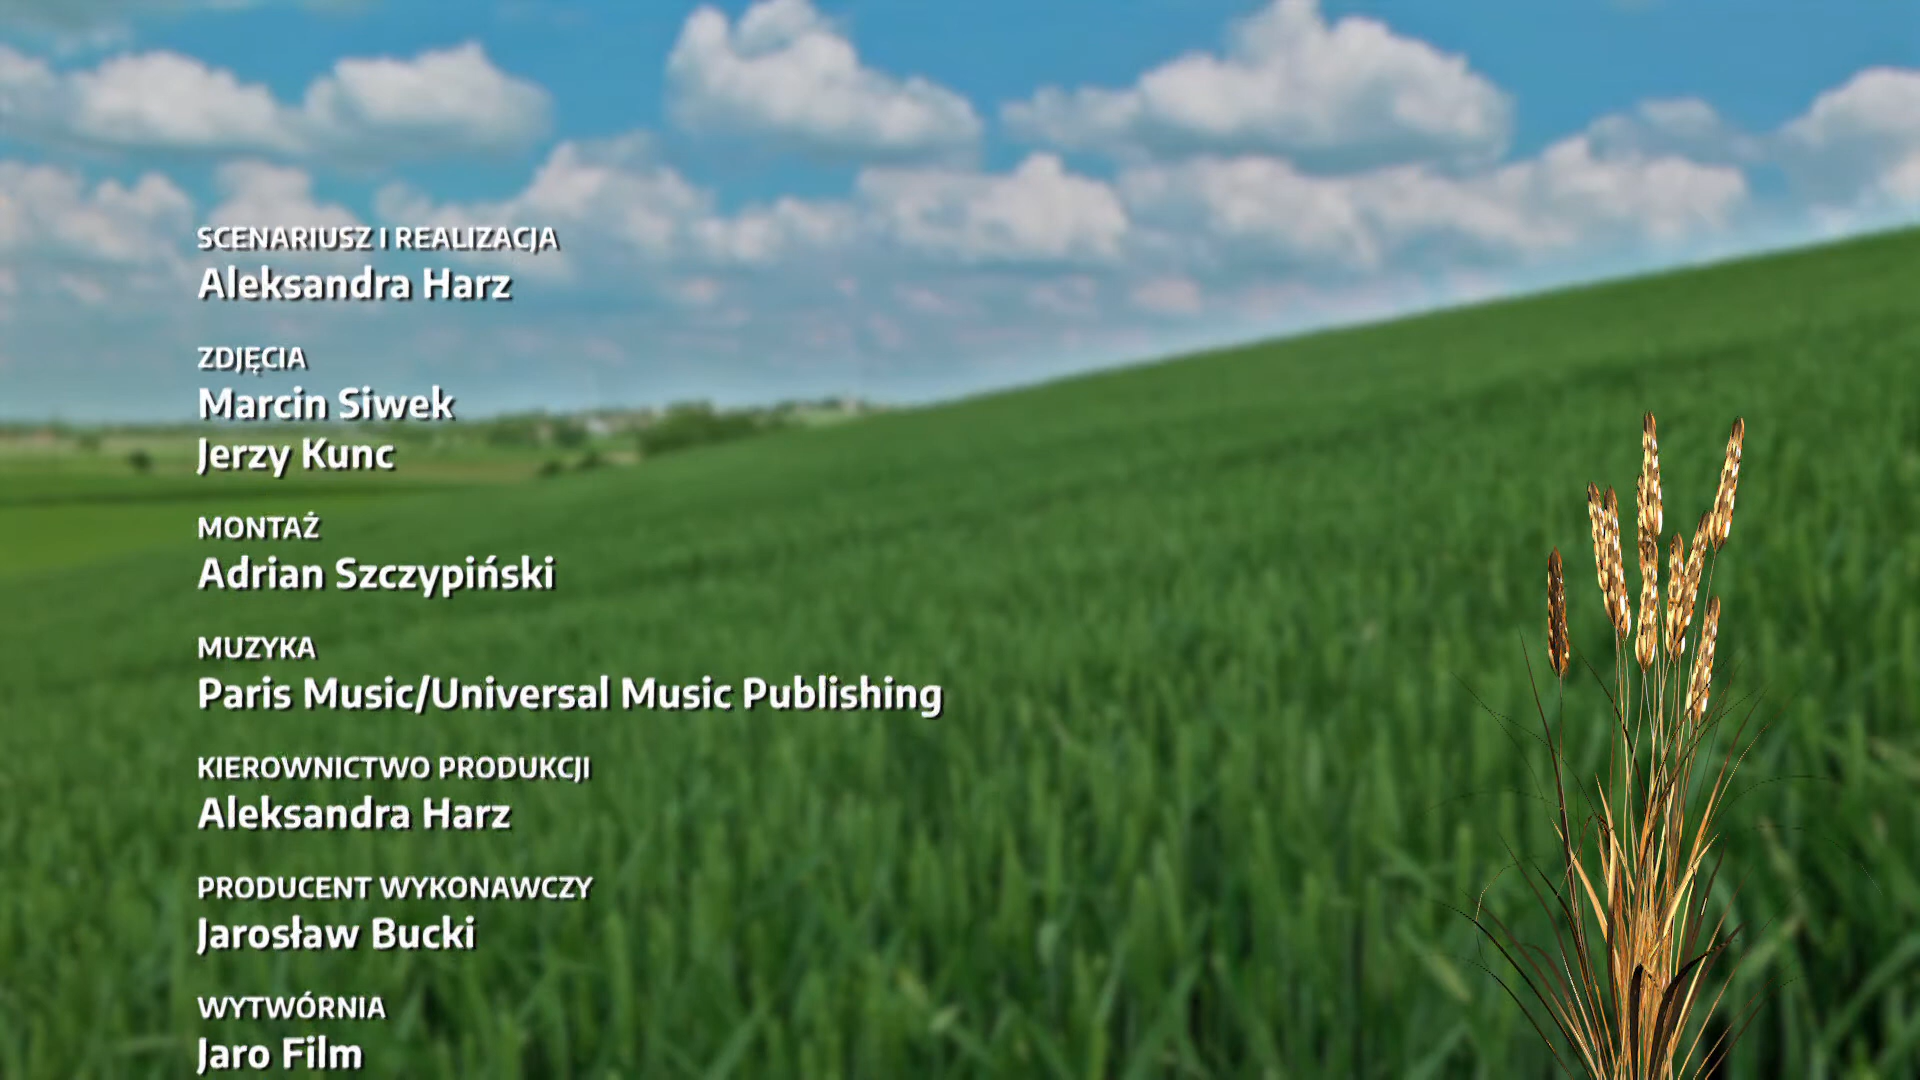 SCENARIUSZ I REALIZACJA
Aleksandra Harz
ZDJĘCIA
Marcin Siwek
Jerzy Kunc
MONTAŻ
Adrian Szczypiński
MUZYKA
Paris Music/Universal Music Publishing
KIEROWNICTWO PRODUKCJI
Aleksandra Harz
PRODUCENT WYKONAWCZY
Jarosław Bucki
WYTWÓRNIA
Jaro Film